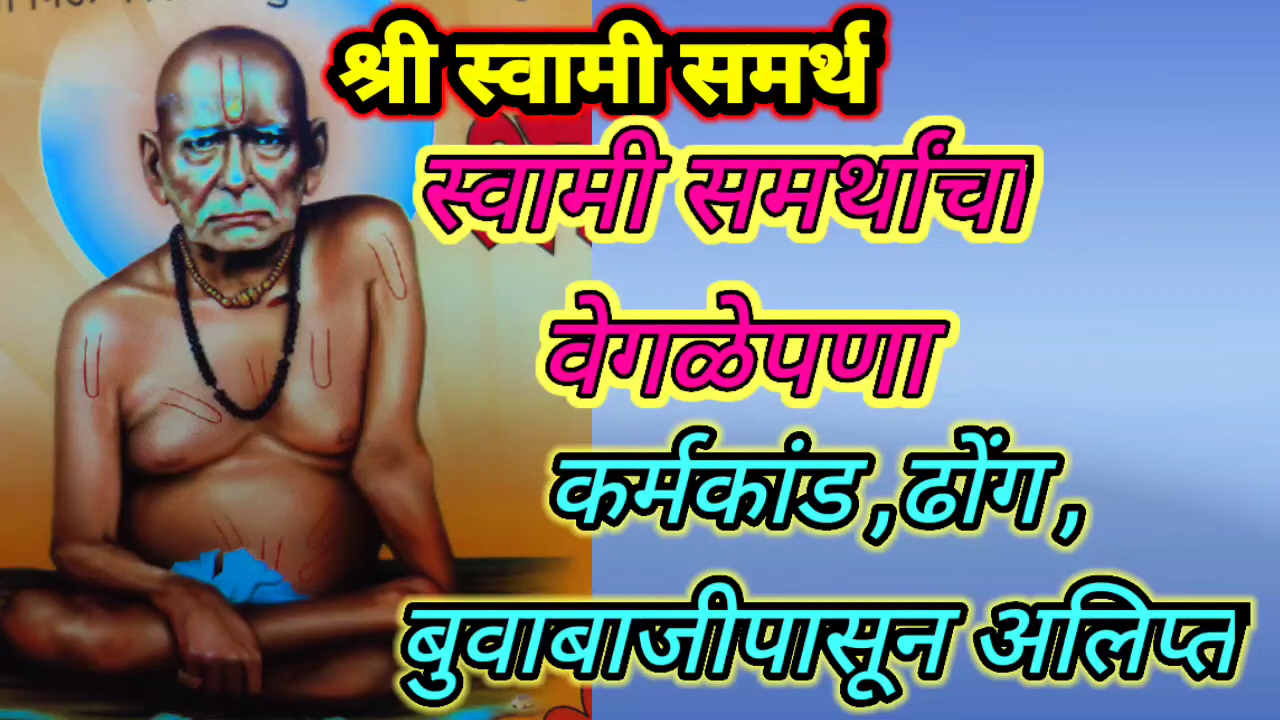 श्री स्वामी समर्थ
स्वामी समर्थांचा
वेगळेपणा
कर्मकांड ,ढोंग ,
बुवाबाजीपासून अलिप्त